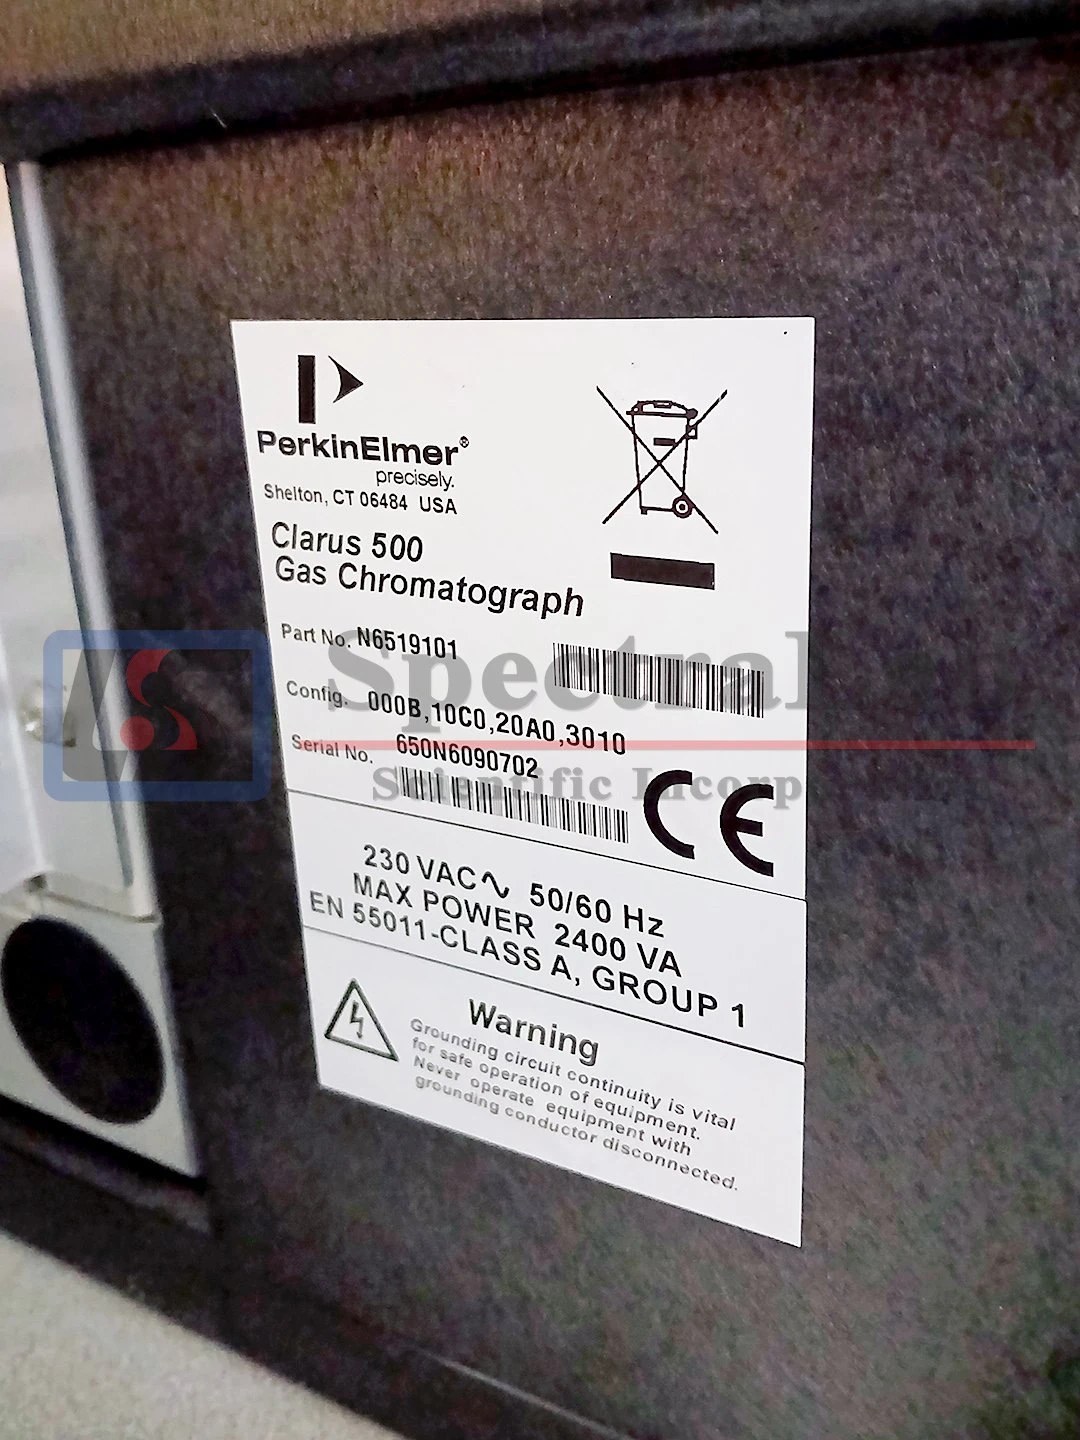 PerkinElmer®
precisely.
Shelton, CT 06484 USA
Clarus 500
Gas Chromatograph
Part No. N6519101
Config. 000B,10C0,20A0,3010
Serial No. 650N6090702
CE
230 VAC∿ 50/60 Hz
MAX POWER 2400 VA
EN 55011-CLASS A, GROUP 1
Warning
Grounding circuit continuity is vital
for safe operation of equipment.
Never operate equipment with
grounding conductor disconnected.
Scientific